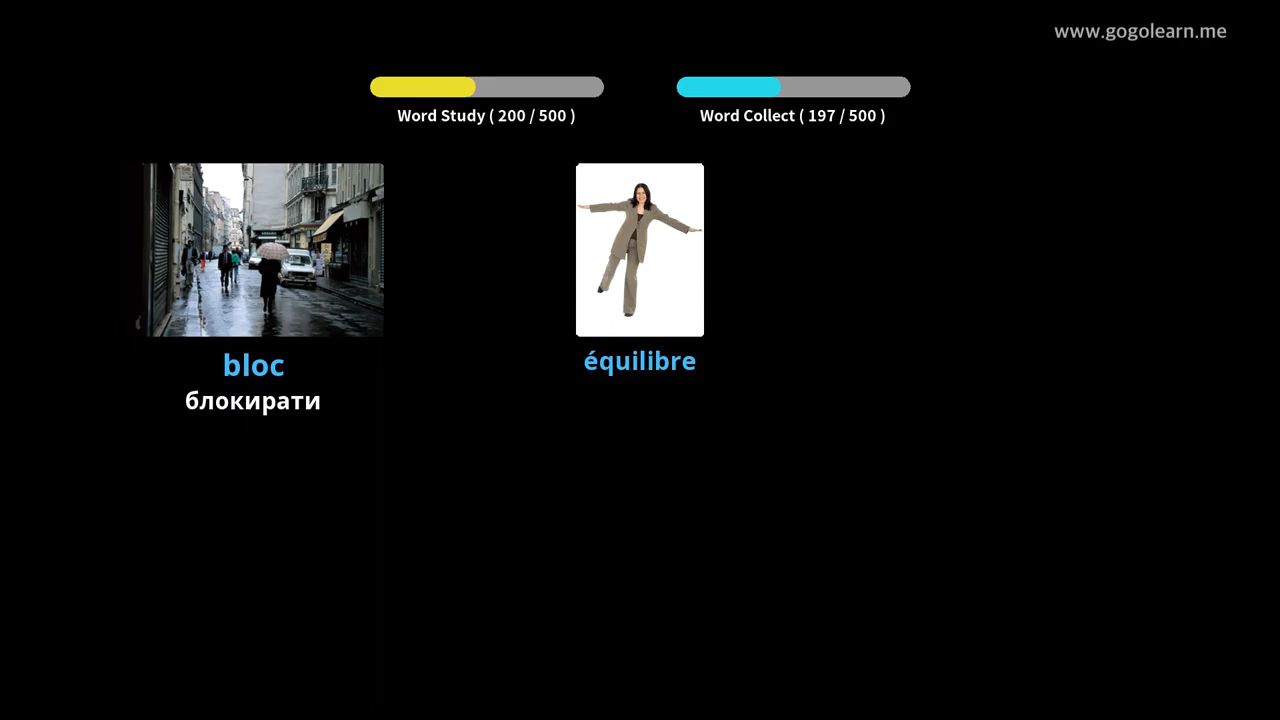 www.gogolearn.me
Word Study ( 200 / 500 )
Word Collect ( 197 / 500 )
bloc
équilibre
блокирати